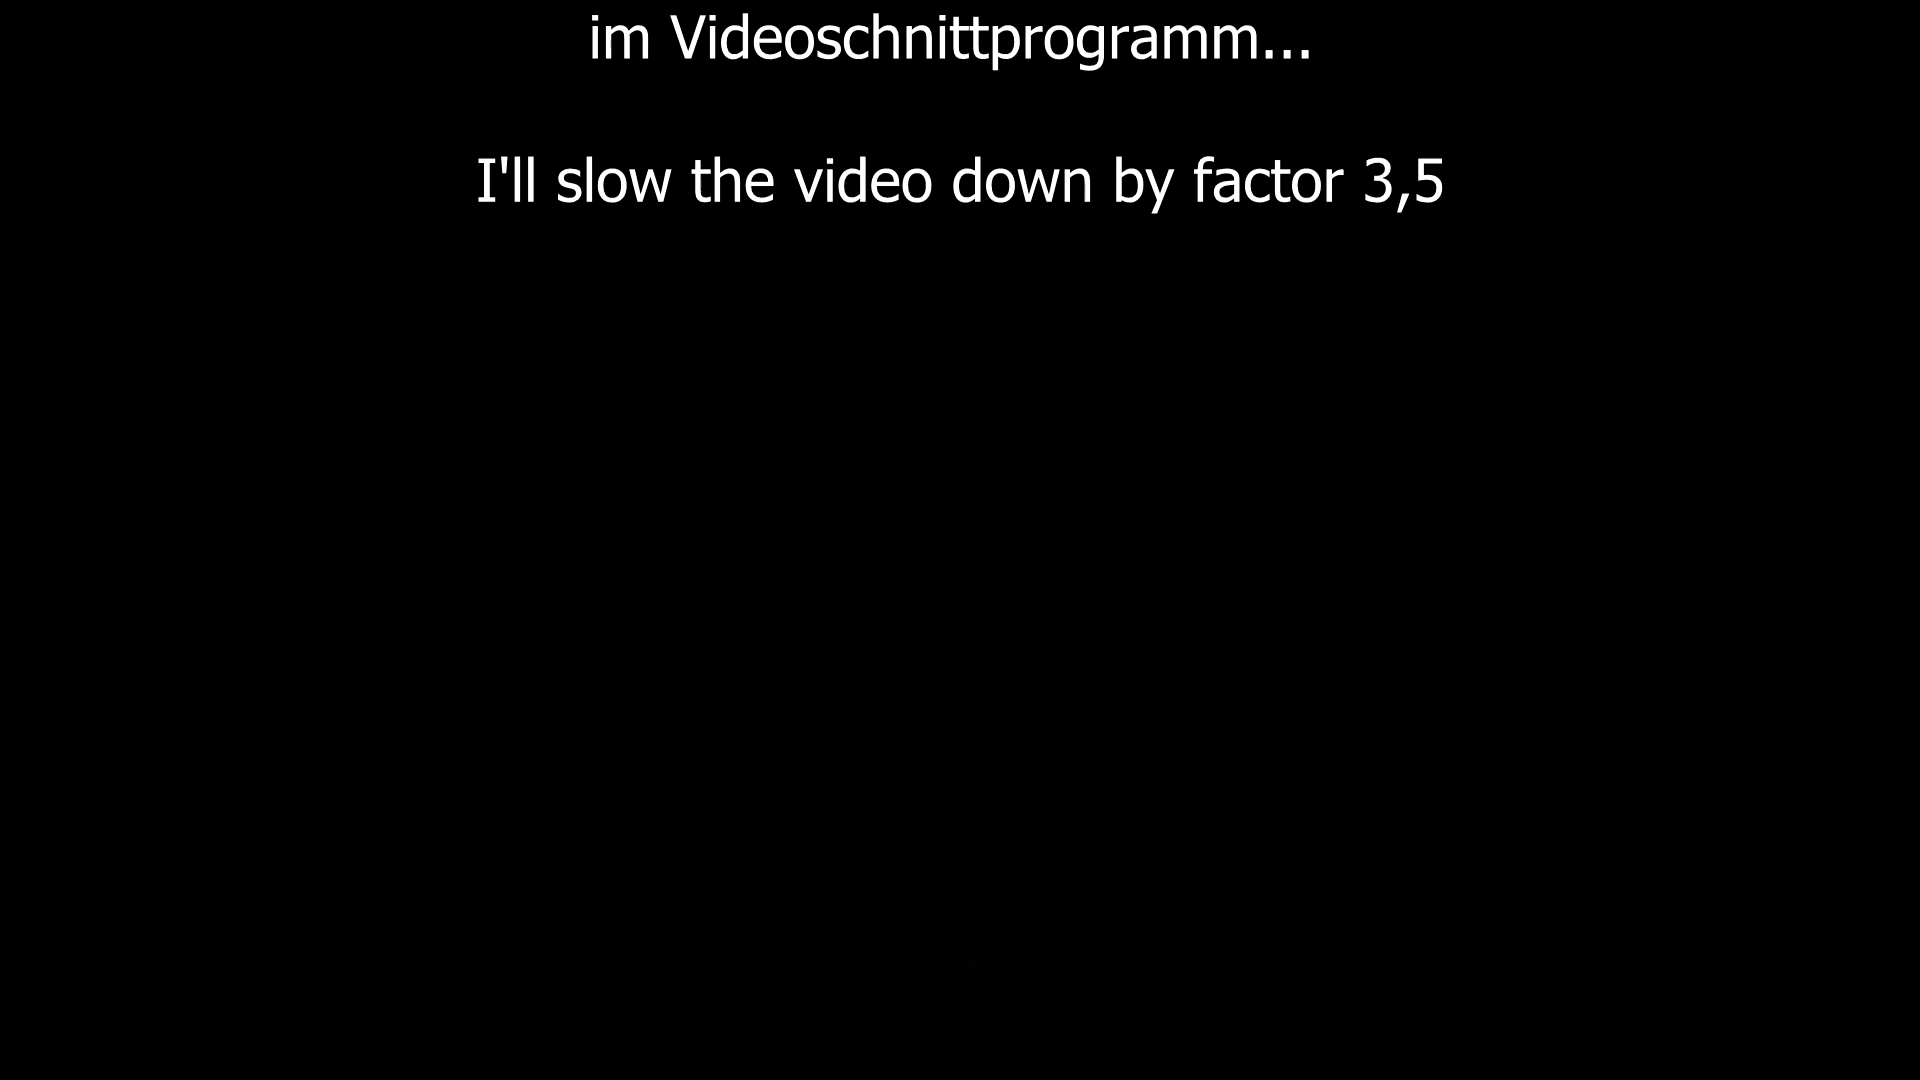 im Videoschnittprogramm...
I'll slow the video down by factor 3,5